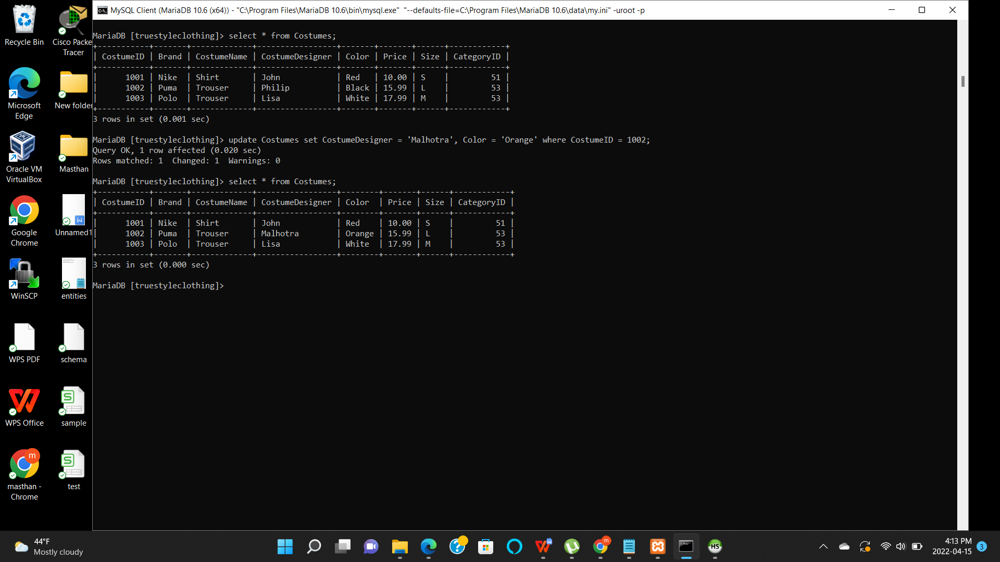 MySQL Client (MariaDB 10.6 (x64)) - "C:\Program Files\MariaDB 10.6\bin\mysql.exe"  "--defaults-file=C:\Program Files\MariaDB 10.6\data\my.ini" -uroot -p
MariaDB [truestyleclothing]> select * from Costumes;
+-----------+-------+-------------+-----------------+-------+-------+------+------------+
| CostumeID | Brand | CostumeName | CostumeDesigner | Color | Price | Size | CategoryID |
+-----------+-------+-------------+-----------------+-------+-------+------+------------+
|      1001 | Nike  | Shirt       | John            | Red   | 10.00 | S    |         51 |
|      1002 | Puma  | Trouser     | Philip          | Black | 15.99 | L    |         53 |
|      1003 | Polo  | Trouser     | Lisa            | White | 17.99 | M    |         53 |
+-----------+-------+-------------+-----------------+-------+-------+------+------------+
3 rows in set (0.001 sec)
MariaDB [truestyleclothing]> update Costumes set CostumeDesigner = 'Malhotra', Color = 'Orange' where CostumeID = 1002;
Query OK, 1 row affected (0.020 sec)
Rows matched: 1  Changed: 1  Warnings: 0
MariaDB [truestyleclothing]> select * from Costumes;
+-----------+-------+-------------+-----------------+--------+-------+------+------------+
| CostumeID | Brand | CostumeName | CostumeDesigner | Color  | Price | Size | CategoryID |
+-----------+-------+-------------+-----------------+--------+-------+------+------------+
|      1001 | Nike  | Shirt       | John            | Red    | 10.00 | S    |         51 |
|      1002 | Puma  | Trouser     | Malhotra        | Orange | 15.99 | L    |         53 |
|      1003 | Polo  | Trouser     | Lisa            | White  | 17.99 | M    |         53 |
+-----------+-------+-------------+-----------------+--------+-------+------+------------+
3 rows in set (0.000 sec)
MariaDB [truestyleclothing]>
Recycle Bin
Cisco Packe
Tracer
Microsoft
Edge
New folder
Oracle VM
VirtualBox
Masthan
Google
Chrome
Unnamed1
WinSCP
entities
WPS PDF
schema
WPS Office
sample
m
masthan -
Chrome
test
44°F
Mostly cloudy
m
HS
4:13 PM
2022-04-15
3